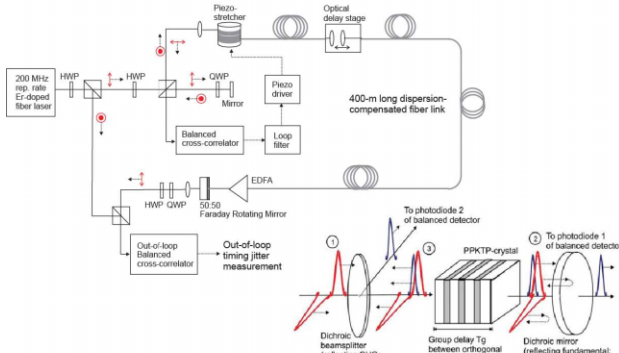 Piezo-
stretcher
Optical
delay stage
200 MHz
rep. rate
Er-doped
fiber laser
HWP
HWP
QWP
Mirror
Piezo
driver
400-m long dispersion-
compensated fiber link
Balanced
cross-correlator
Loop
filter
EDFA
HWP QWP
50:50
Faraday Rotating Mirror
Out-of-loop
Balanced
cross-correlator
Out-of-loop
timing jitter
measurement
To photodiode 2
of balanced detector
1
3
PPKTP-crystal
2
To photodiode 1
of balanced detecto
Dichroic
beamsplitter
Group delay Tg
between orthogonal
Dichroic mirror
(reflecting fundamental;